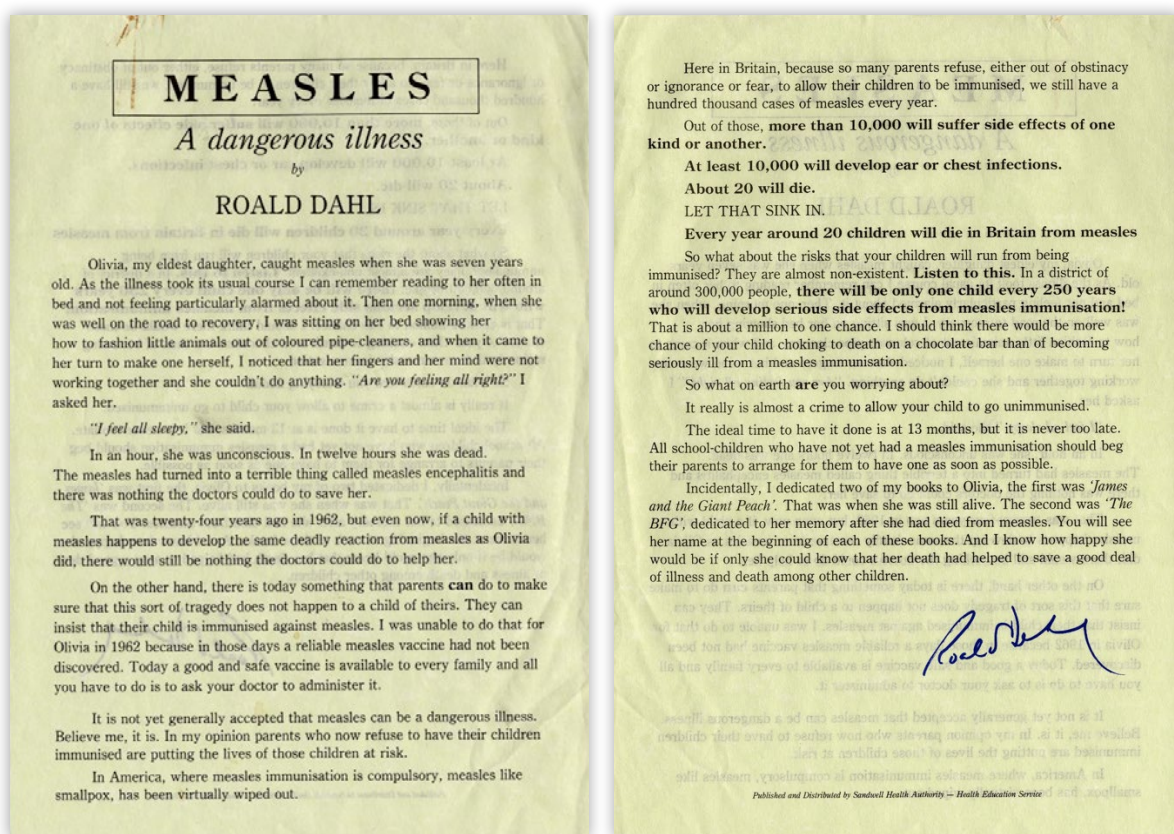 MEASLES
A dangerous illness
by
ROALD DAHL
Olivia, my eldest daughter, caught measles when she was seven years
old. As the illness took its usual course I can remember reading to her often in
bed and not feeling particularly alarmed about it. Then one morning, when she
was well on the road to recovery, I was sitting on her bed showing her
how to fashion little animals out of coloured pipe-cleaners, and when it came to
her turn to make one herself, I noticed that her fingers and her mind were not
working together and she couldn't do anything. "Are you feeling all right?" I
asked her.
"I feel all sleepy," she said.
In an hour, she was unconscious. In twelve hours she was dead.
The measles had turned into a terrible thing called measles encephalitis and
there was nothing the doctors could do to save her.
That was twenty-four years ago in 1962, but even now, if a child with
measles happens to develop the same deadly reaction from measles as Olivia
did, there would still be nothing the doctors could do to help her.
On the other hand, there is today something that parents can do to make
sure that this sort of tragedy does not happen to a child of theirs. They can
insist that their child is immunised against measles. I was unable to do that for
Olivia in 1962 because in those days a reliable measles vaccine had not been
discovered. Today a good and safe vaccine is available to every family and all
you have to do is to ask your doctor to administer it.
It is not yet generally accepted that measles can be a dangerous illness.
Believe me, it is. In my opinion parents who now refuse to have their children
immunised are putting the lives of those children at risk.
In America, where measles immunisation is compulsory, measles like
smallpox, has been virtually wiped out.
Here in Britain, because so many parents refuse, either out of obstinacy
or ignorance or fear, to allow their children to be immunised, we still have a
hundred thousand cases of measles every year.
Out of those, more than 10,000 will suffer side effects of one
kind or another.
At least 10,000 will develop ear or chest infections.
About 20 will die.
LET THAT SINK IN.
Every year around 20 children will die in Britain from measles
So what about the risks that your children will run from being
immunised? They are almost non-existent. Listen to this. In a district of
around 300,000 people, there will be only one child every 250 years
who will develop serious side effects from measles immunisation!
That is about a million to one chance. I should think there would be more
chance of your child choking to death on a chocolate bar than of becoming
seriously ill from a measles immunisation.
So what on earth are you worrying about?
It really is almost a crime to allow your child to go unimmunised.
The ideal time to have it done is at 13 months, but it is never too late.
All school-children who have not yet had a measles immunisation should beg
their parents to arrange for them to have one as soon as possible.
Incidentally, I dedicated two of my books to Olivia, the first was 'James
and the Giant Peach'. That was when she was still alive. The second was 'The
BFG', dedicated to her memory after she had died from measles. You will see
her name at the beginning of each of these books. And I know how happy she
would be if only she could know that her death had helped to save a good deal
of illness and death among other children.
Roald Dahl
Published and Distributed by Sandwell Health Authority — Health Education Service